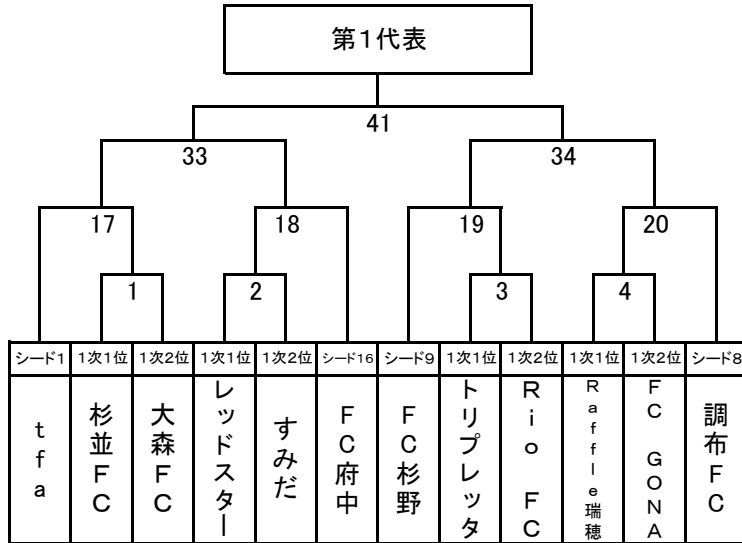 第1代表
41
33 34
17 18 19 20
1 2 3 4
シード1 1次1位 1次2位 1次1位 1次2位 シード16 シード9 1次1位 1次2位 1次1位 1次2位 シード8
tfa
杉並FC
大森FC
レッドスター
すみだ
FC府中
FC杉野
トリプレッタ
Rio FC
Raffle瑞穂
FC GONA
調布FC